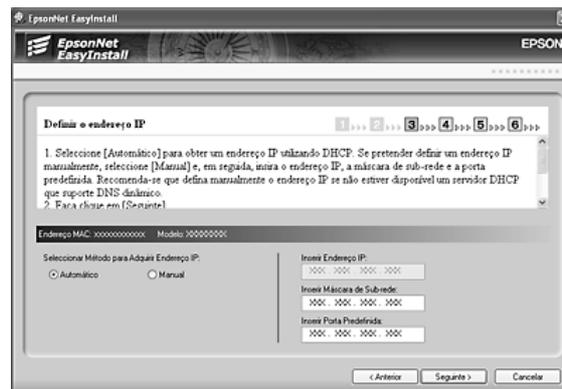 EpsonNet EasyInstall
EpsonNet
EasyInstall
EPSON
Definir o endereço IP
1 2 3 4 5 6
1. Seleccione [Automático] para obter um endereço IP utilizando DHCP. Se pretender definir um endereço IP
manualmente, seleccione [Manual] e, em seguida, insira o endereço IP, a máscara de sub-rede e a porta
predefinida. Recomenda-se que defina manualmente o endereço IP se não estiver disponível um servidor DHCP
que suporte DNS dinâmico.
2. Faça clique em [Seguinte]
Endereço MAC: xxxxxxxxxxxx Modelo: XXXXXXXX
Seleccionar Método para Adquirir Endereço IP:
Automático Manual
Inserir Endereço IP:
XXX . XXX . XXX . XXX
Inserir Máscara de Sub-rede:
XXX . XXX . XXX . XXX
Inserir Porta Predefinida:
XXX . XXX . XXX . XXX
< Anterior Seguinte > Cancelar